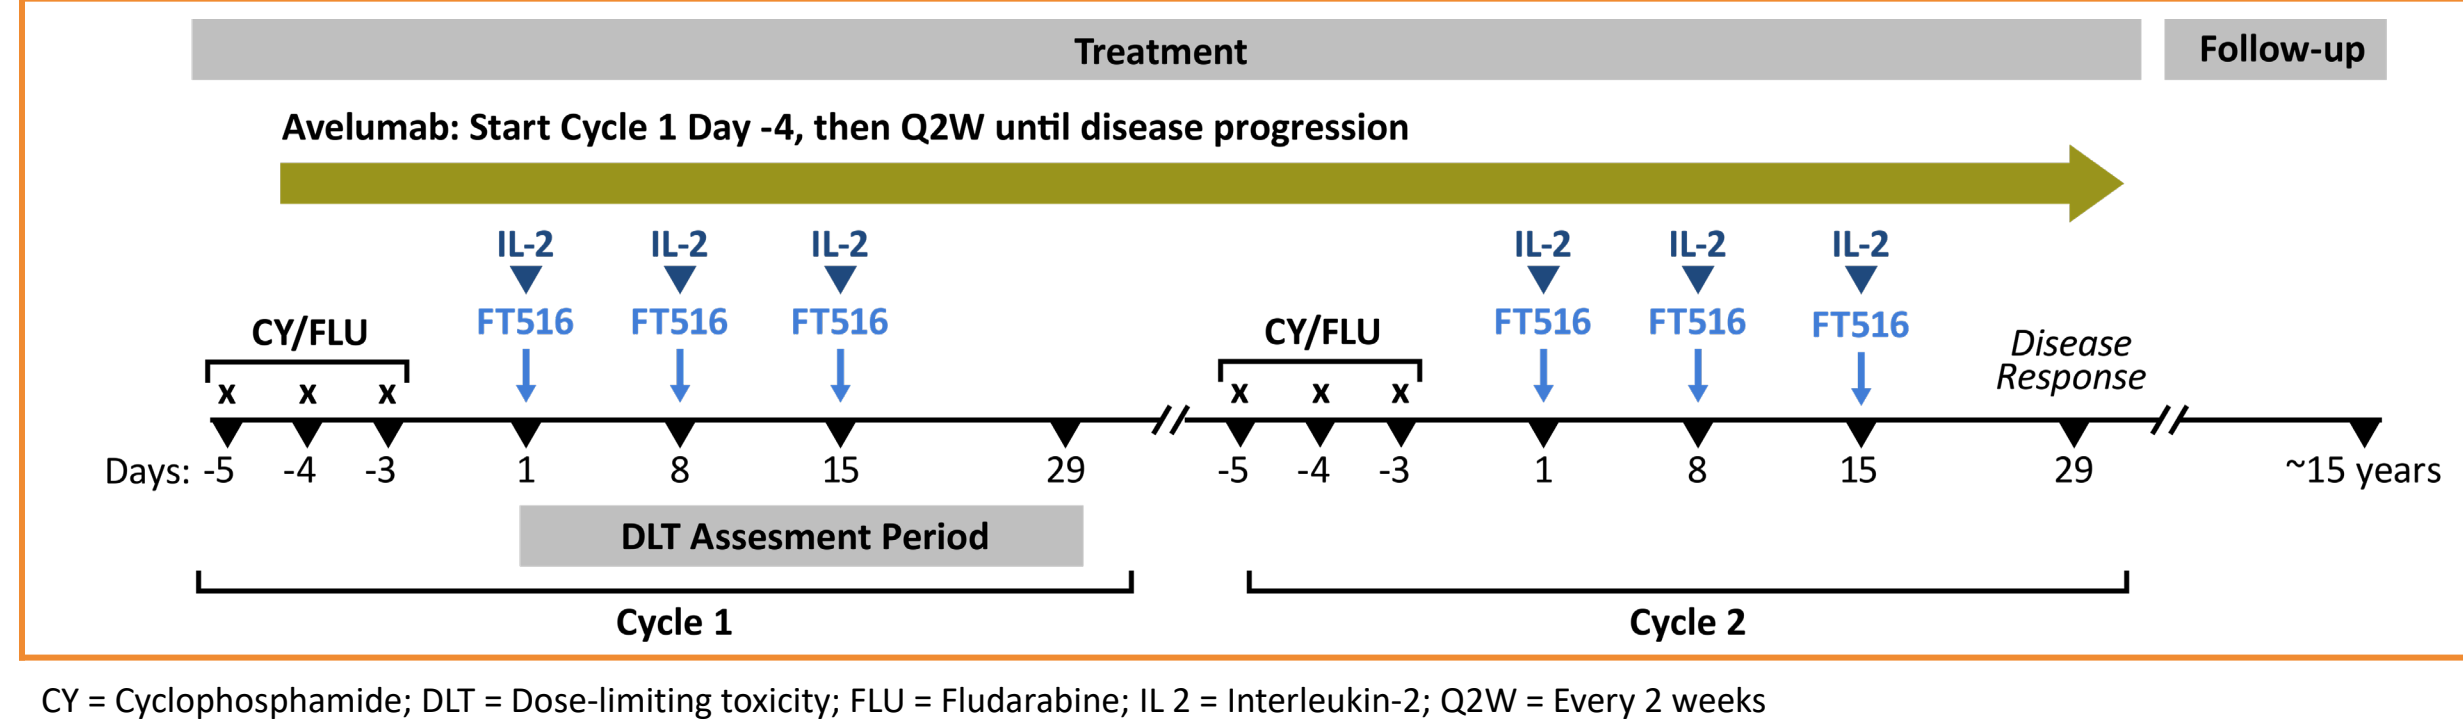 Treatment
Follow-up
Avelumab: Start Cycle 1 Day -4, then Q2W until disease progression
IL-2 IL-2 IL-2 IL-2 IL-2 IL-2
FT516 FT516 FT516 FT516 FT516 FT516
CY/FLU CY/FLU
Disease
Response
x x x x x x
Days: -5 -4 -3 1 8 15 29 -5 -4 -3 1 8 15 29 ~15 years
DLT Assesment Period
Cycle 1 Cycle 2
CY = Cyclophosphamide; DLT = Dose-limiting toxicity; FLU = Fludarabine; IL 2 = Interleukin-2; Q2W = Every 2 weeks